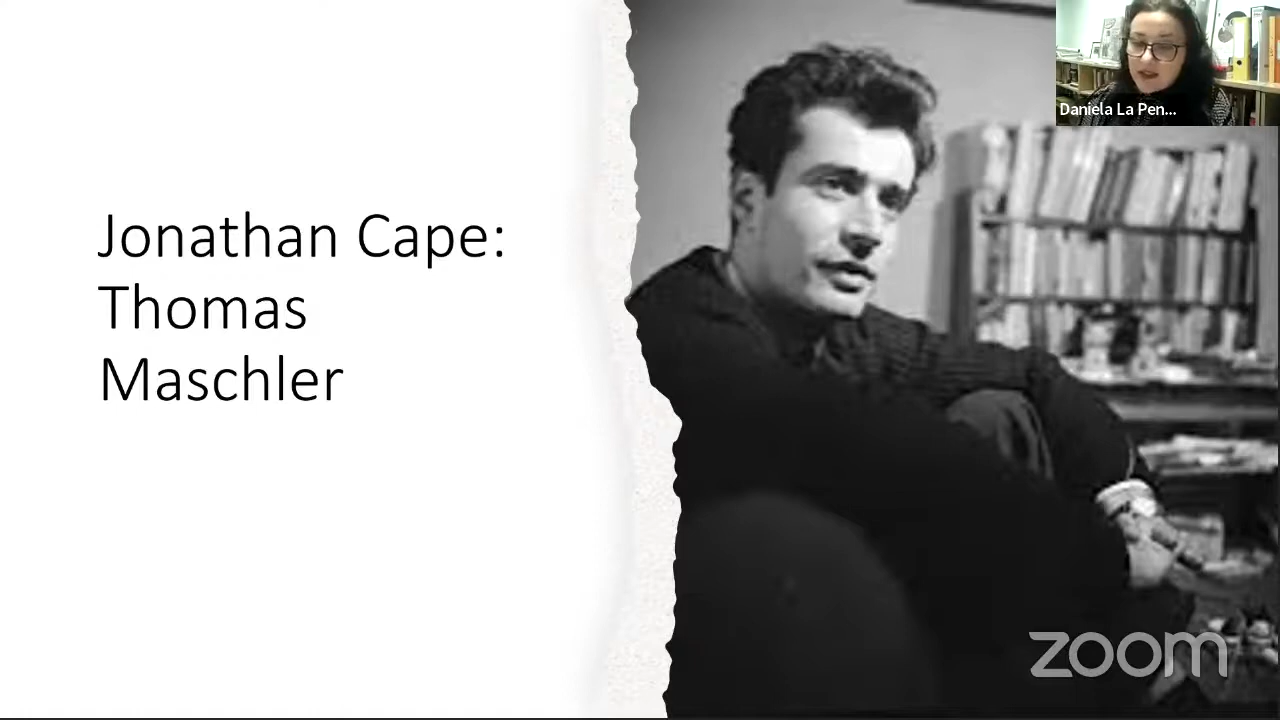 Jonathan Cape:
Thomas
Maschler
Daniela La Pen...
zoom